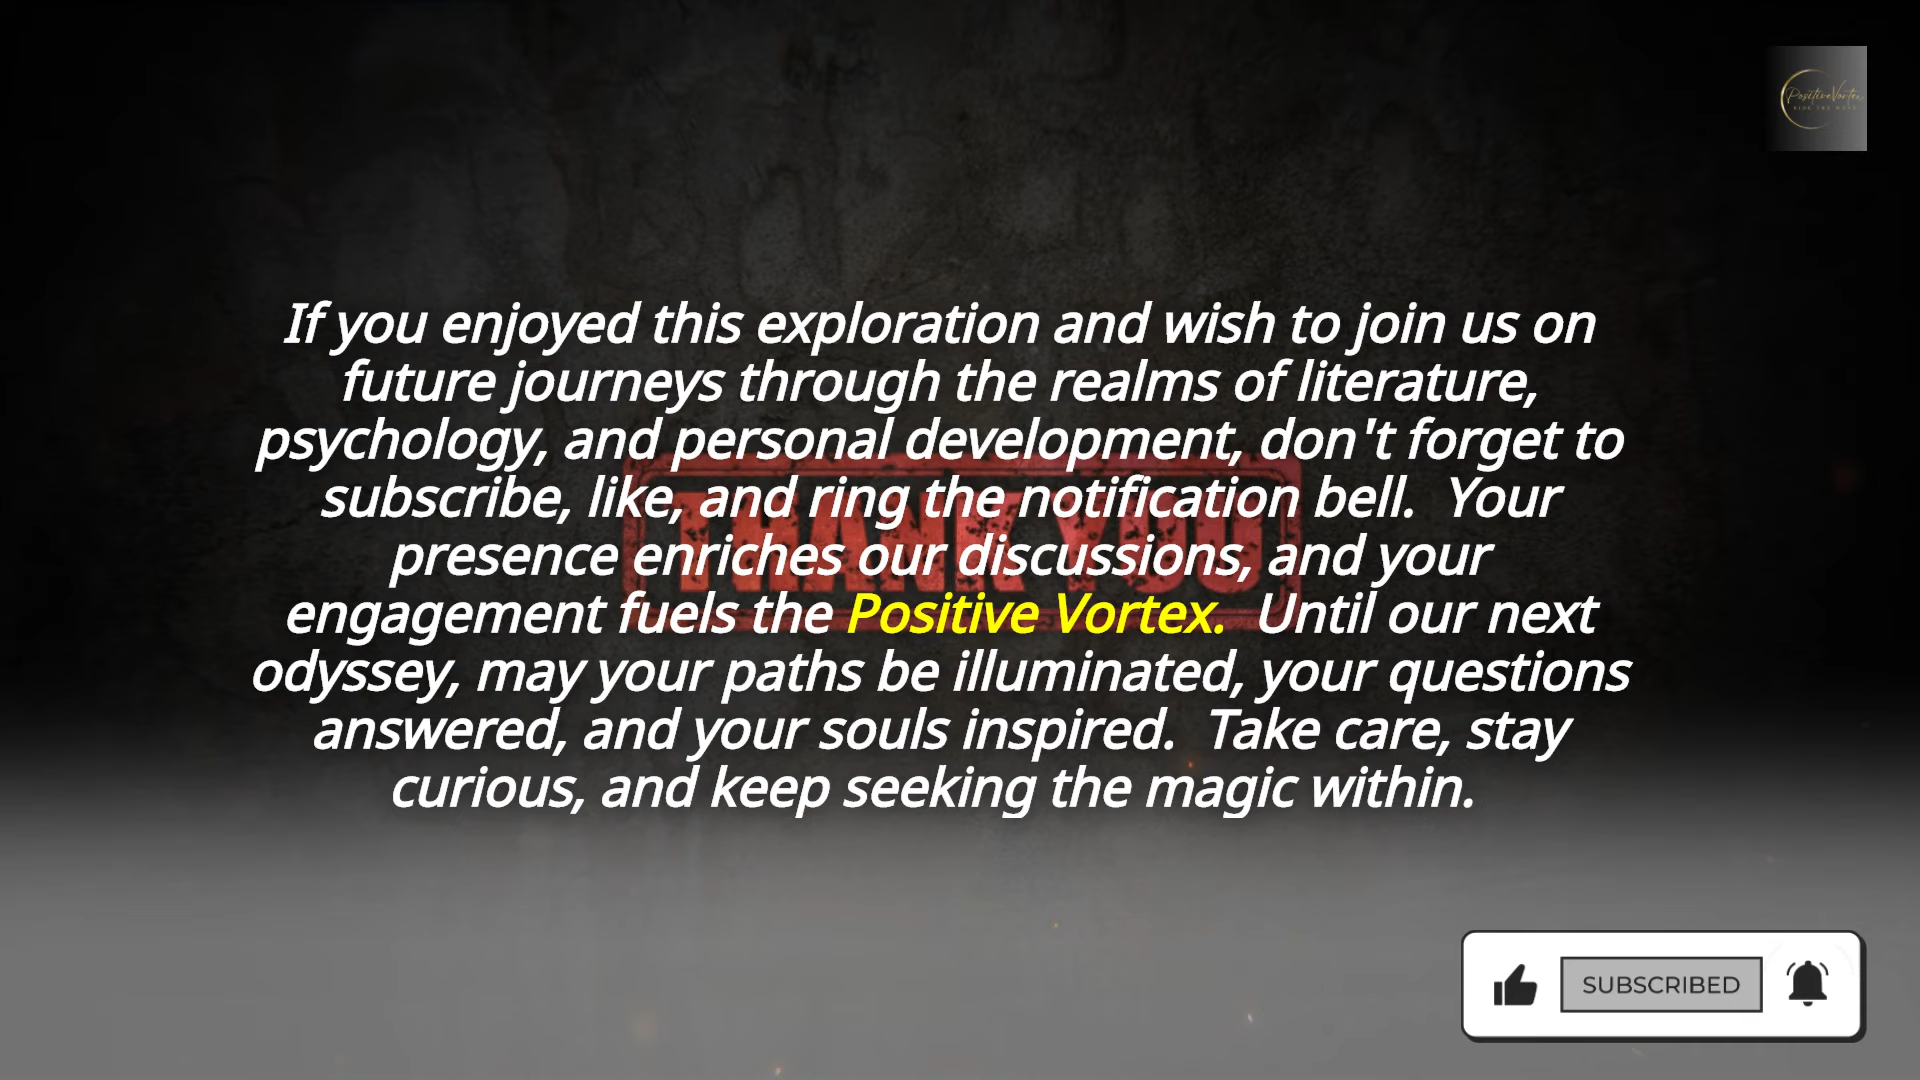 PositiveVortex
If you enjoyed this exploration and wish to join us on
future journeys through the realms of literature,
psychology, and personal development, don't forget to
subscribe, like, and ring the notification bell.  Your
presence enriches our discussions, and your
engagement fuels the Positive Vortex.  Until our next
odyssey, may your paths be illuminated, your questions
answered, and your souls inspired.  Take care, stay
curious, and keep seeking the magic within.
THANK YOU
SUBSCRIBED